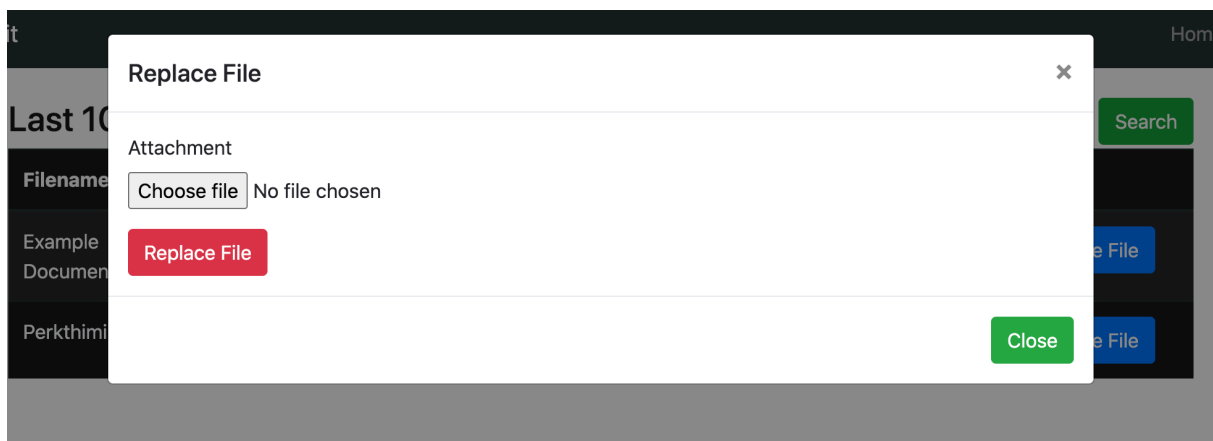 it
Hom
Replace File
×
Last 10
Search
Attachment
Filename
Choose file No file chosen
Example
Documen
Replace File
e File
Perkthimi
Close
e File